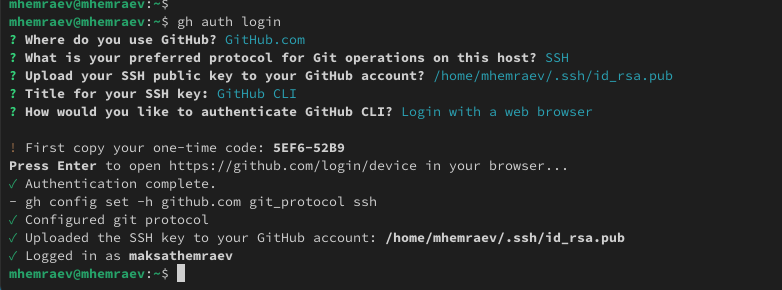 mhemraev@mhemraev:~$
mhemraev@mhemraev:~$ gh auth login
? Where do you use GitHub? GitHub.com
? What is your preferred protocol for Git operations on this host? SSH
? Upload your SSH public key to your GitHub account? /home/mhemraev/.ssh/id_rsa.pub
? Title for your SSH key: GitHub CLI
? How would you like to authenticate GitHub CLI? Login with a web browser
! First copy your one-time code: 5EF6-52B9
Press Enter to open https://github.com/login/device in your browser...
✓ Authentication complete.
- gh config set -h github.com git_protocol ssh
✓ Configured git protocol
✓ Uploaded the SSH key to your GitHub account: /home/mhemraev/.ssh/id_rsa.pub
✓ Logged in as maksathemraev
mhemraev@mhemraev:~$